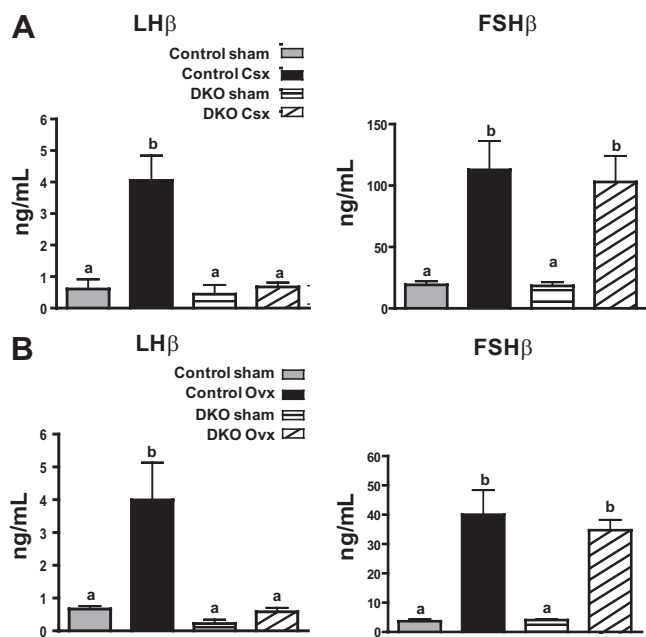 A
LHβ
FSHβ
Control sham
Control Csx
DKO sham
DKO Csx
ng/mL
6
5
4
3
2
1
0
a
b
a
a
ng/mL
150
100
50
0
a
b
a
b
B
LHβ
FSHβ
Control sham
Control Ovx
DKO sham
DKO Ovx
ng/mL
6
5
4
3
2
1
0
a
b
a
a
ng/mL
60
50
40
30
20
10
0
a
b
a
b